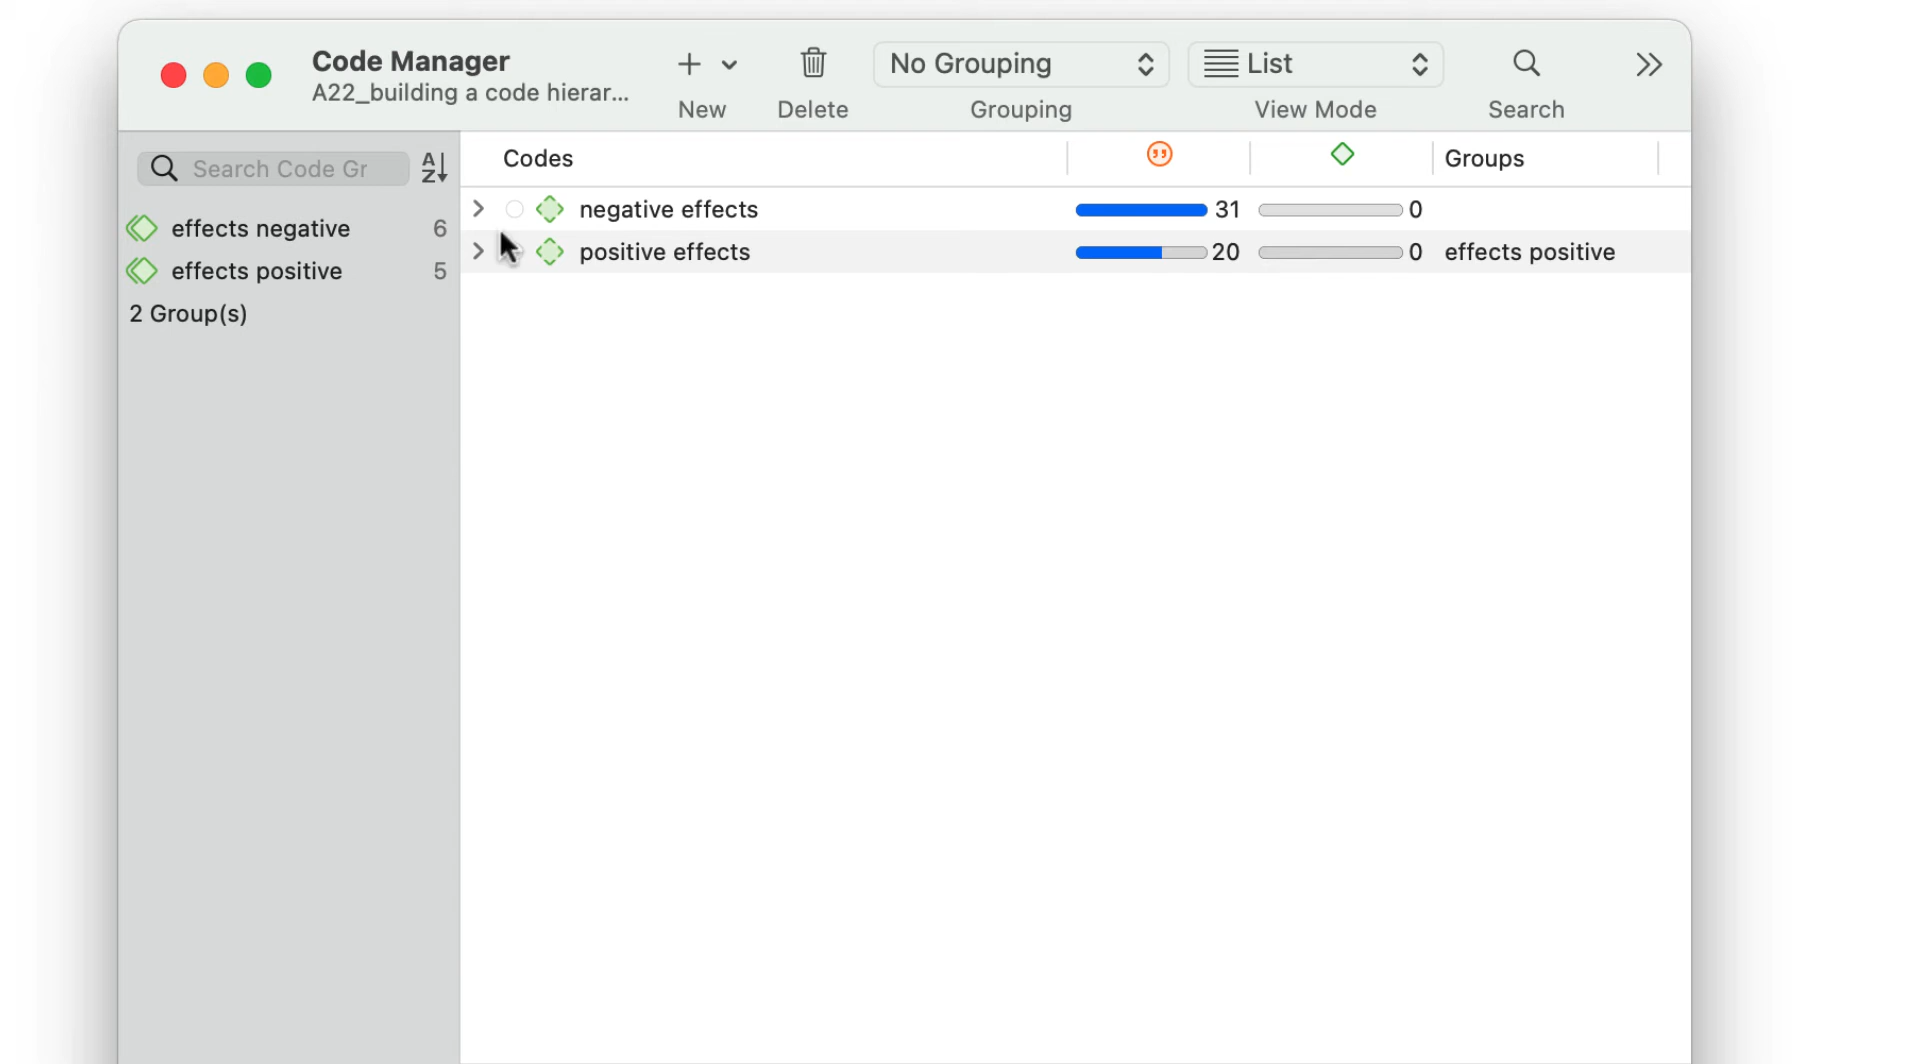 Code Manager
A22_building a code hierar...
New
Delete
No Grouping
Grouping
List
View Mode
Search
Search Code Gr
AZ
effects negative 6
effects positive 5
2 Group(s)
Codes
Groups
negative effects 31 0
positive effects 20 0 effects positive